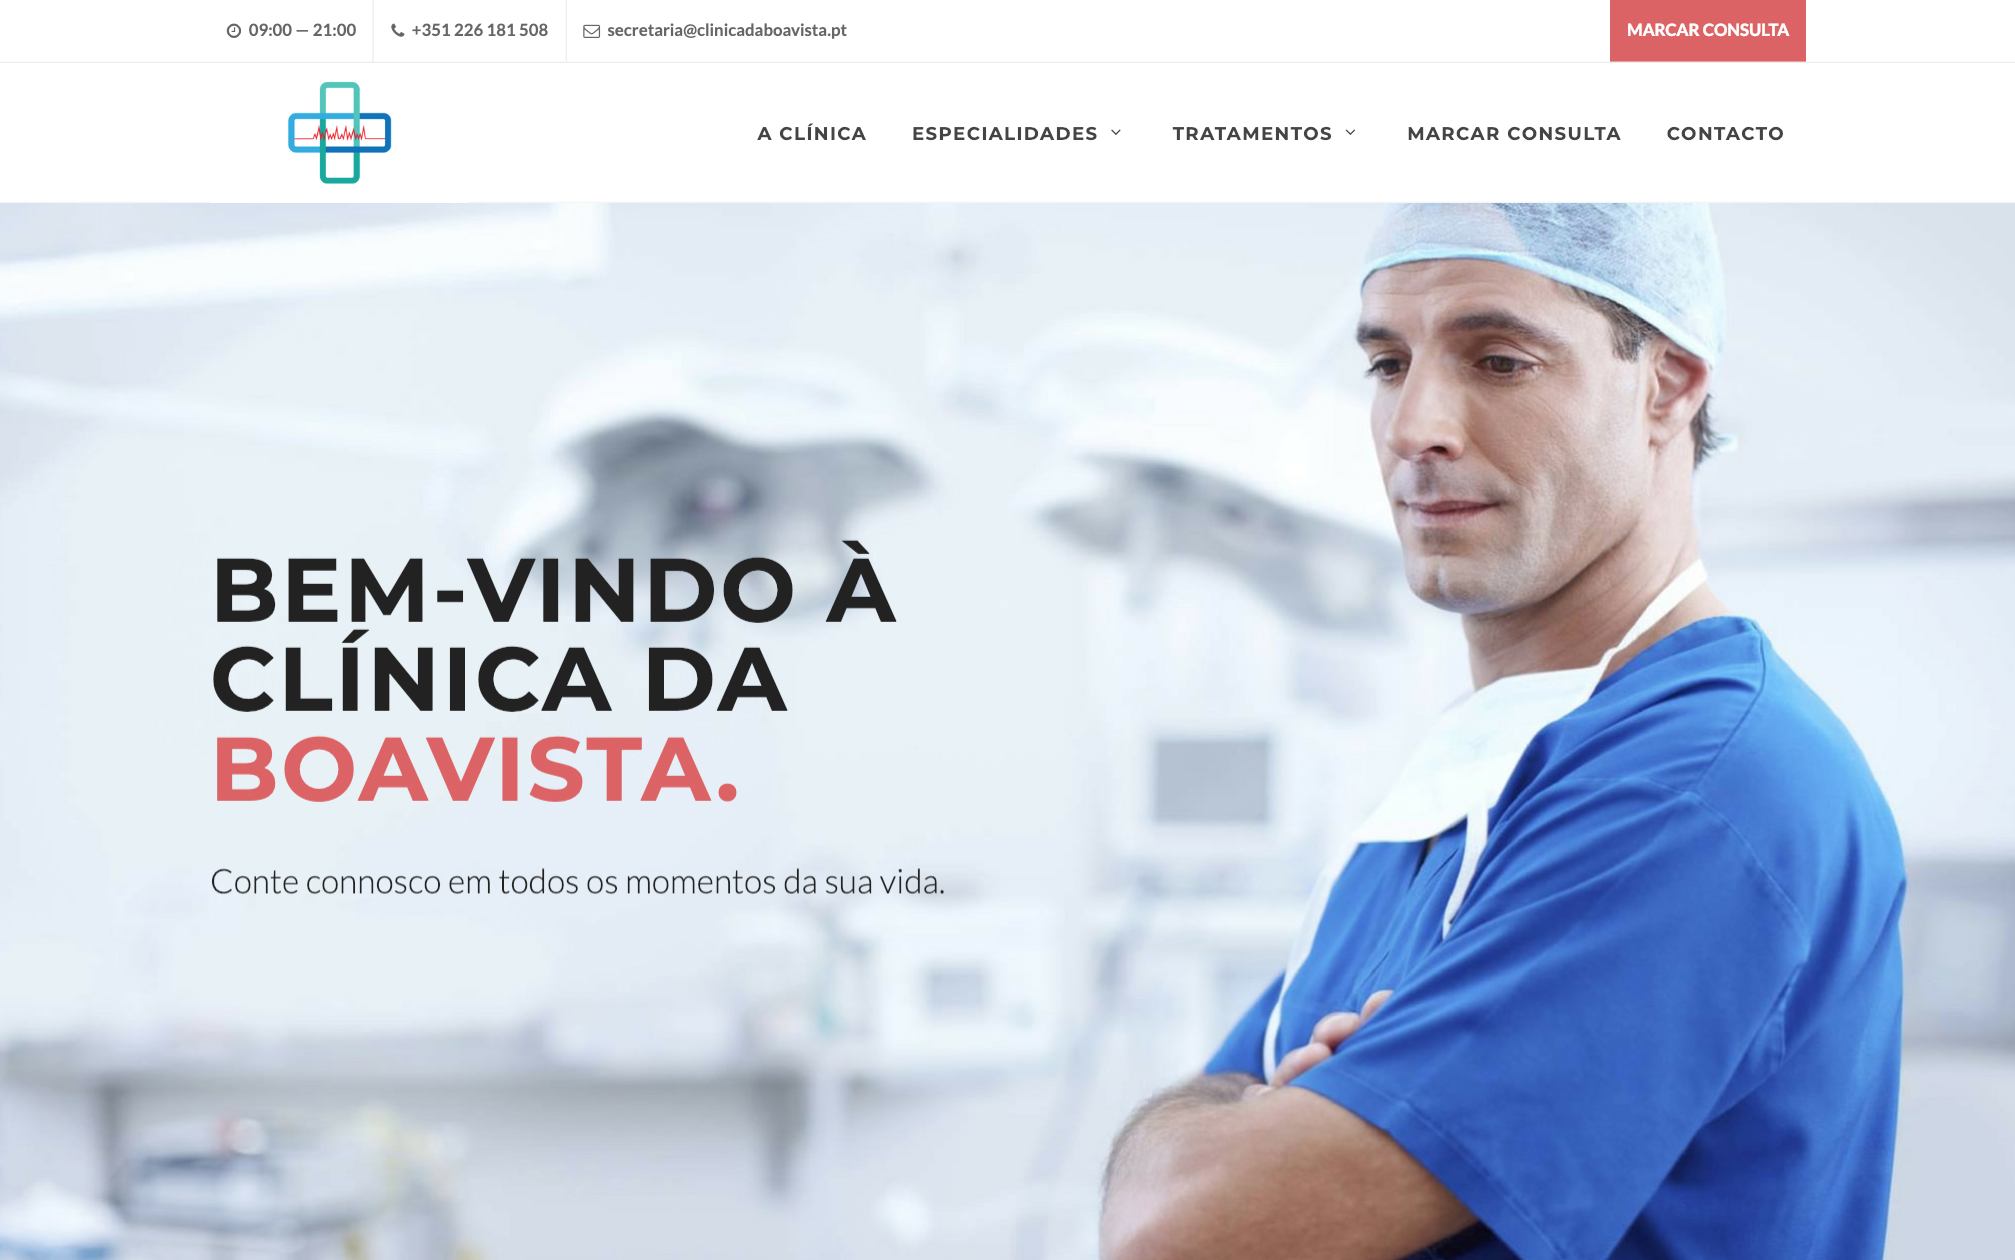 09:00 — 21:00
+351 226 181 508
secretaria@clinicadaboavista.pt
MARCAR CONSULTA
A CLÍNICA
ESPECIALIDADES
TRATAMENTOS
MARCAR CONSULTA
CONTACTO
BEM-VINDO À
CLÍNICA DA
BOAVISTA.
Conte connosco em todos os momentos da sua vida.